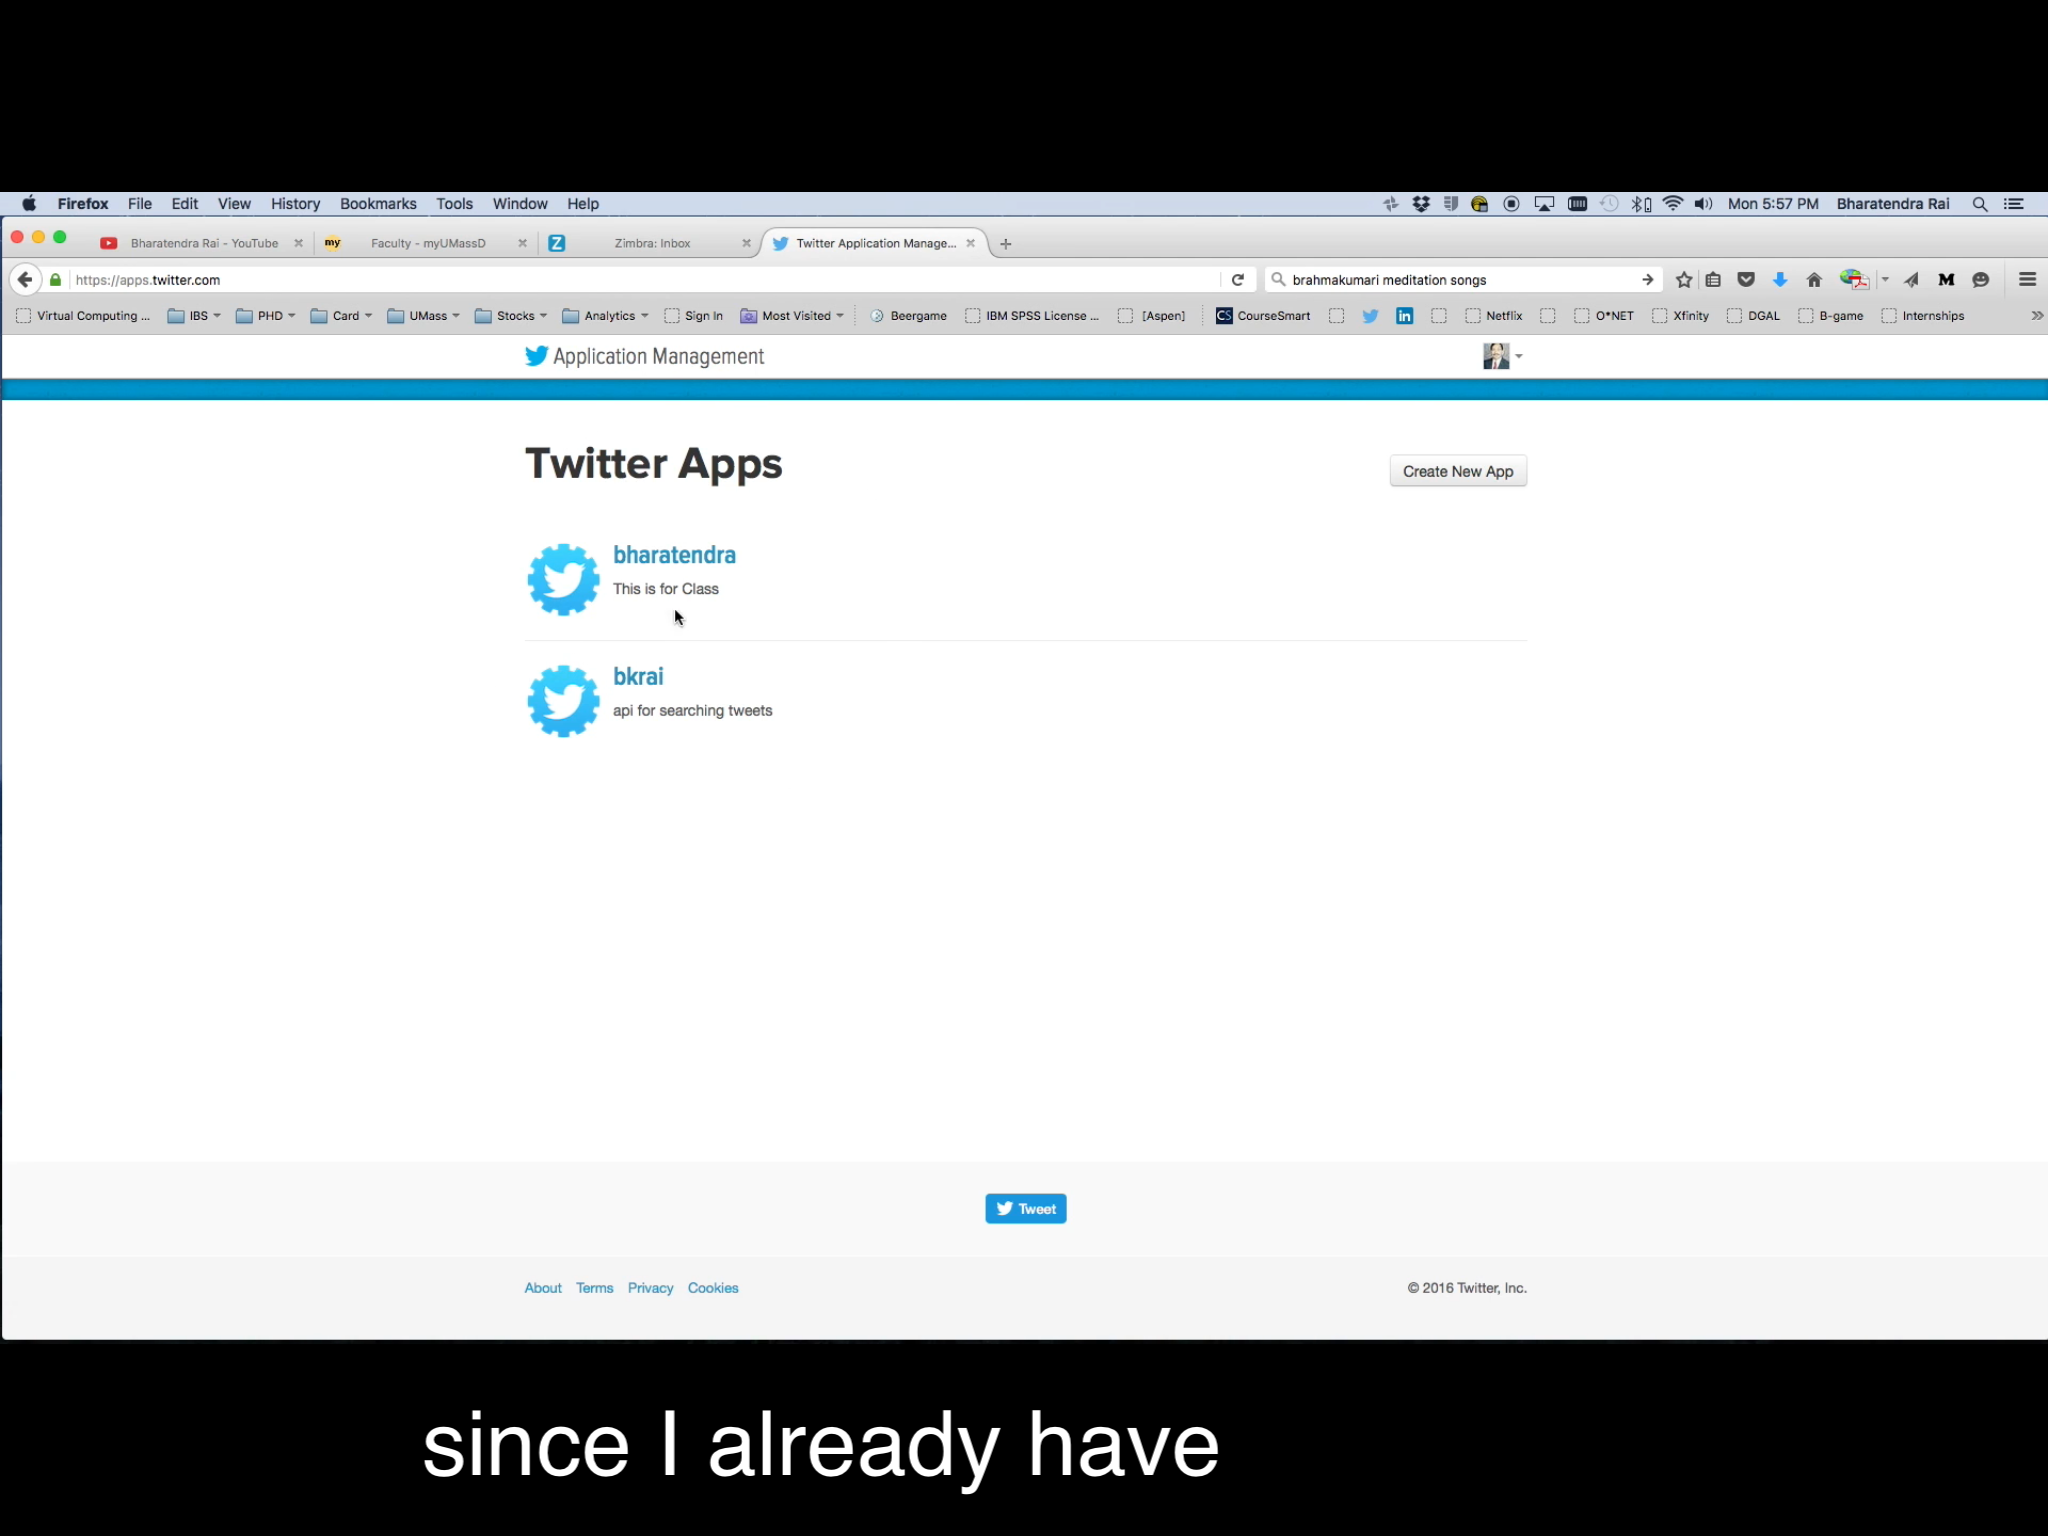 Firefox File Edit View History Bookmarks Tools Window Help Mon 5:57 PM Bharatendra Rai
Bharatendra Rai - YouTube my Faculty - myUMassD Z Zimbra: Inbox Twitter Application Manage...
https://apps.twitter.com brahmakumari meditation songs M
Virtual Computing ... IBS PHD Card UMass Stocks Analytics Sign In Most Visited Beergame IBM SPSS License ... [Aspen] CS CourseSmart in Netflix O*NET Xfinity DGAL B-game Internships
Application Management
Twitter Apps
Create New App
bharatendra
This is for Class
bkrai
api for searching tweets
Tweet
About Terms Privacy Cookies © 2016 Twitter, Inc.
since I already have